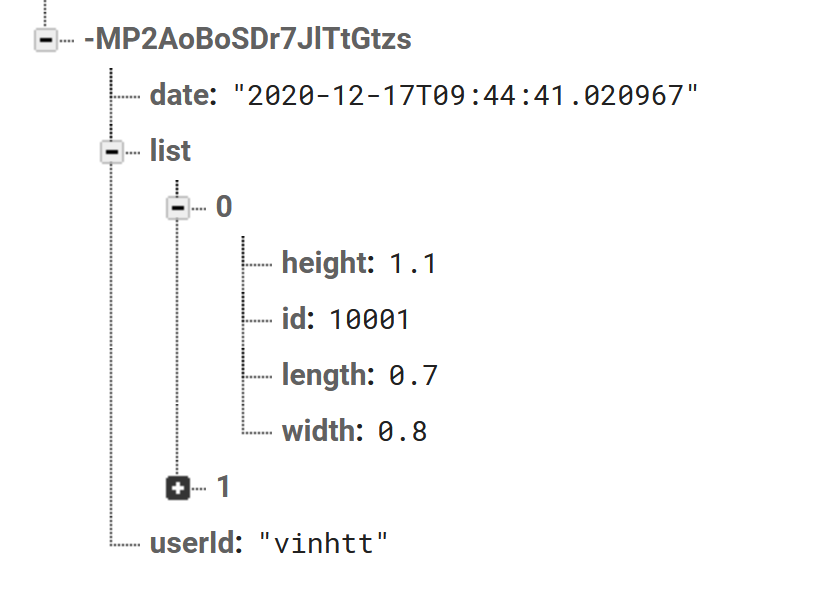 -MP2AoBoSDr7JlTtGtzs
date: "2020-12-17T09:44:41.020967"
list
0
height: 1.1
id: 10001
length: 0.7
width: 0.8
1
userId: "vinhtt"